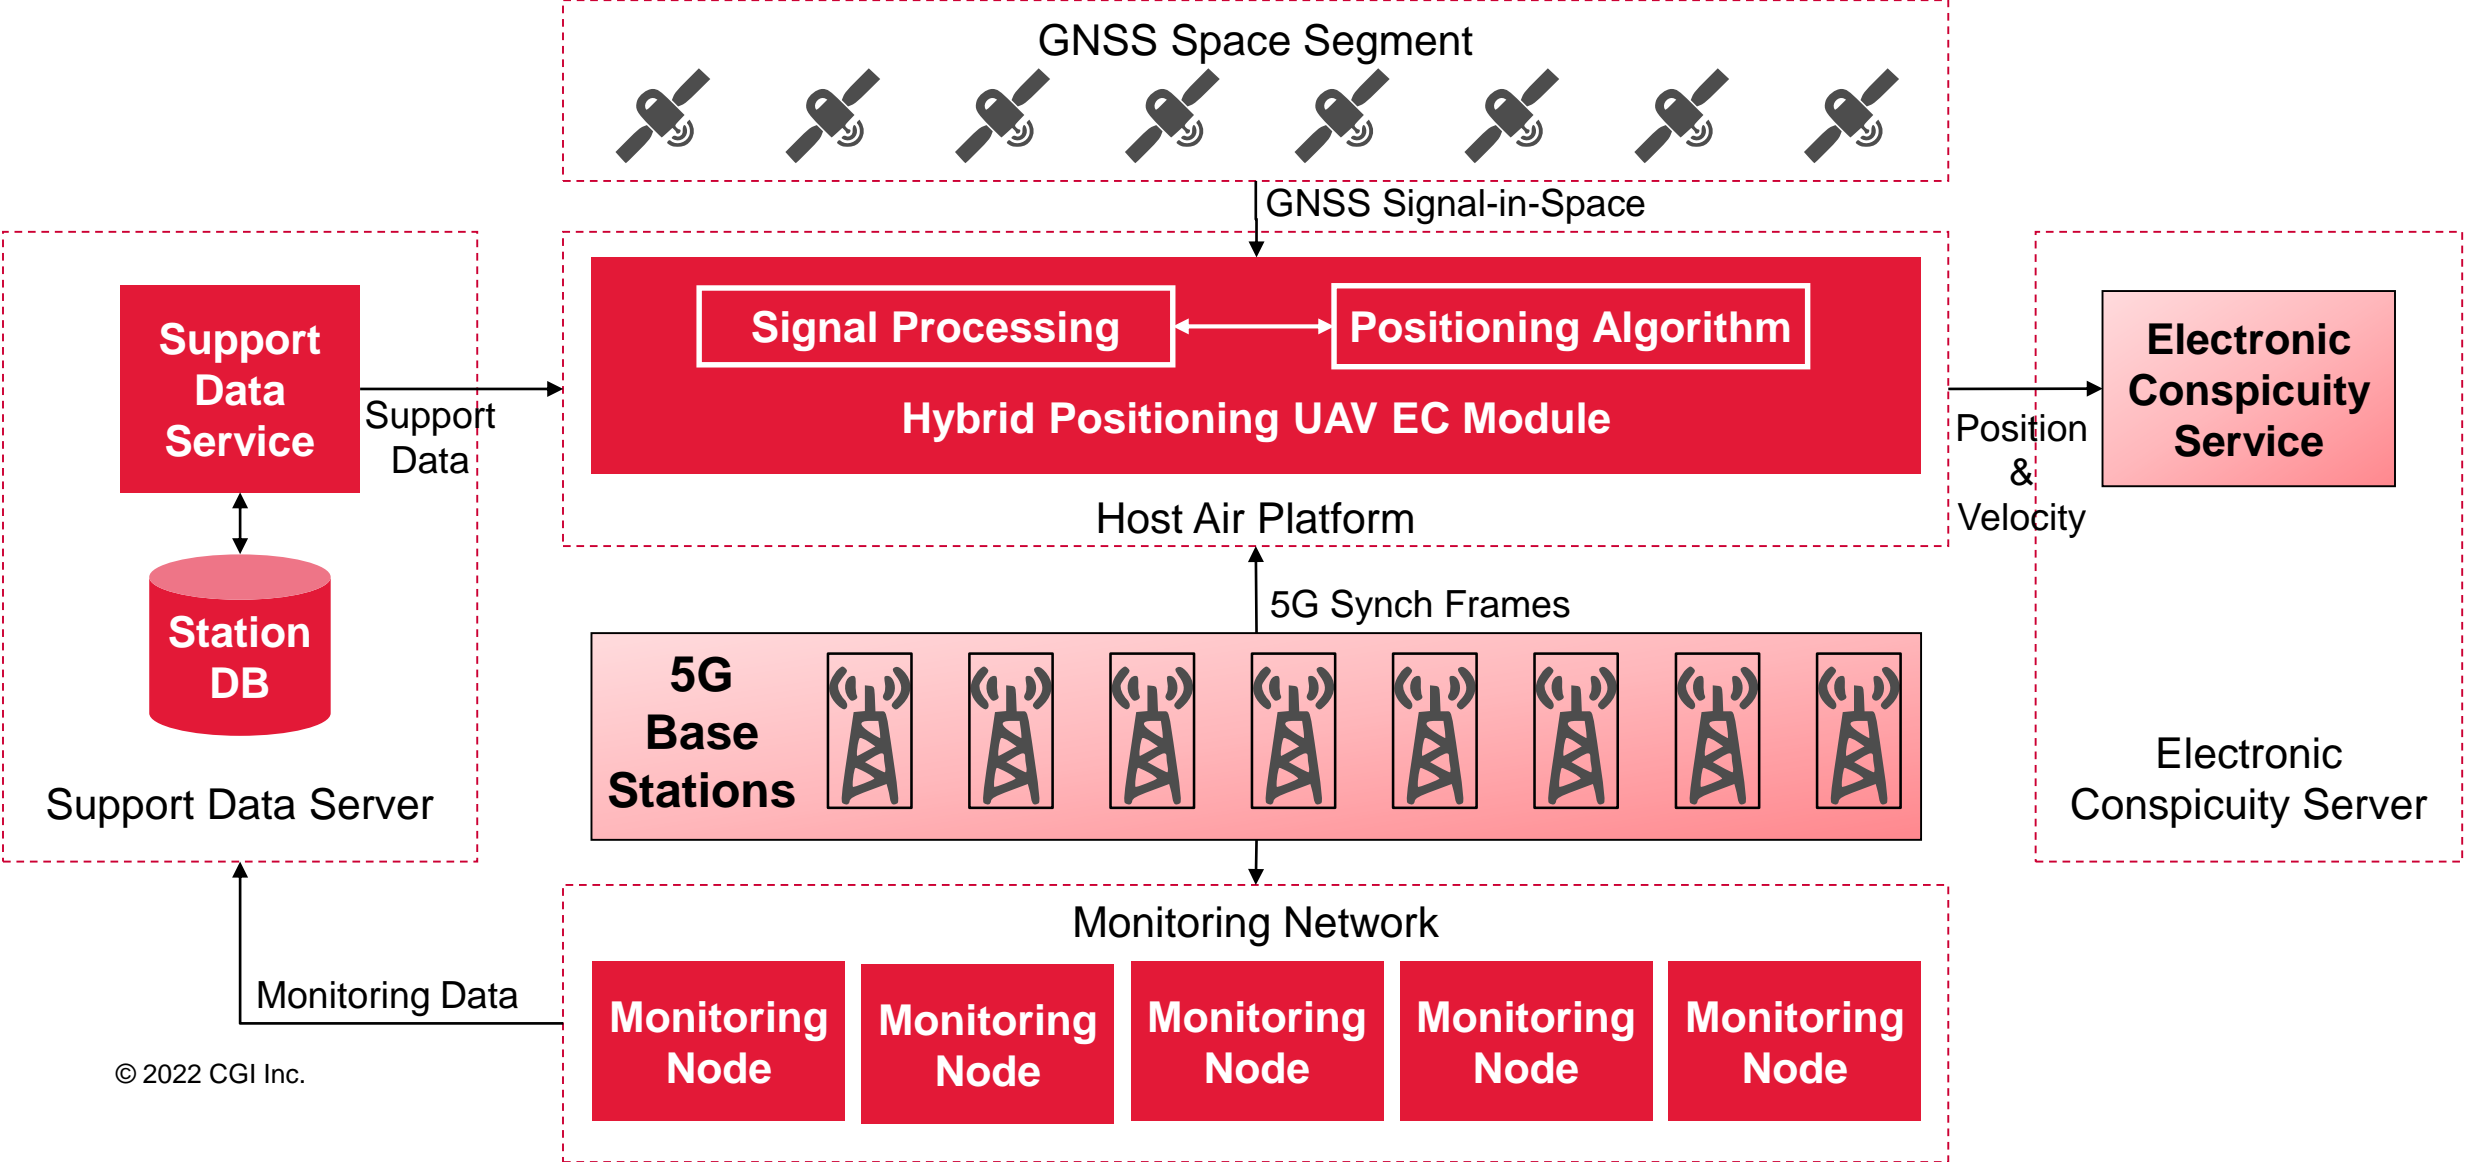 GNSS Space Segment
GNSS Signal-in-Space
Support
Data
Service
Support
Data
Station
DB
Support Data Server
Signal Processing
Positioning Algorithm
Hybrid Positioning UAV EC Module
Host Air Platform
Position
&
Velocity
Electronic
Conspicuity
Service
Electronic
Conspicuity Server
5G Synch Frames
5G
Base
Stations
Monitoring Network
Monitoring Data
Monitoring
Node
Monitoring
Node
Monitoring
Node
Monitoring
Node
Monitoring
Node
© 2022 CGI Inc.